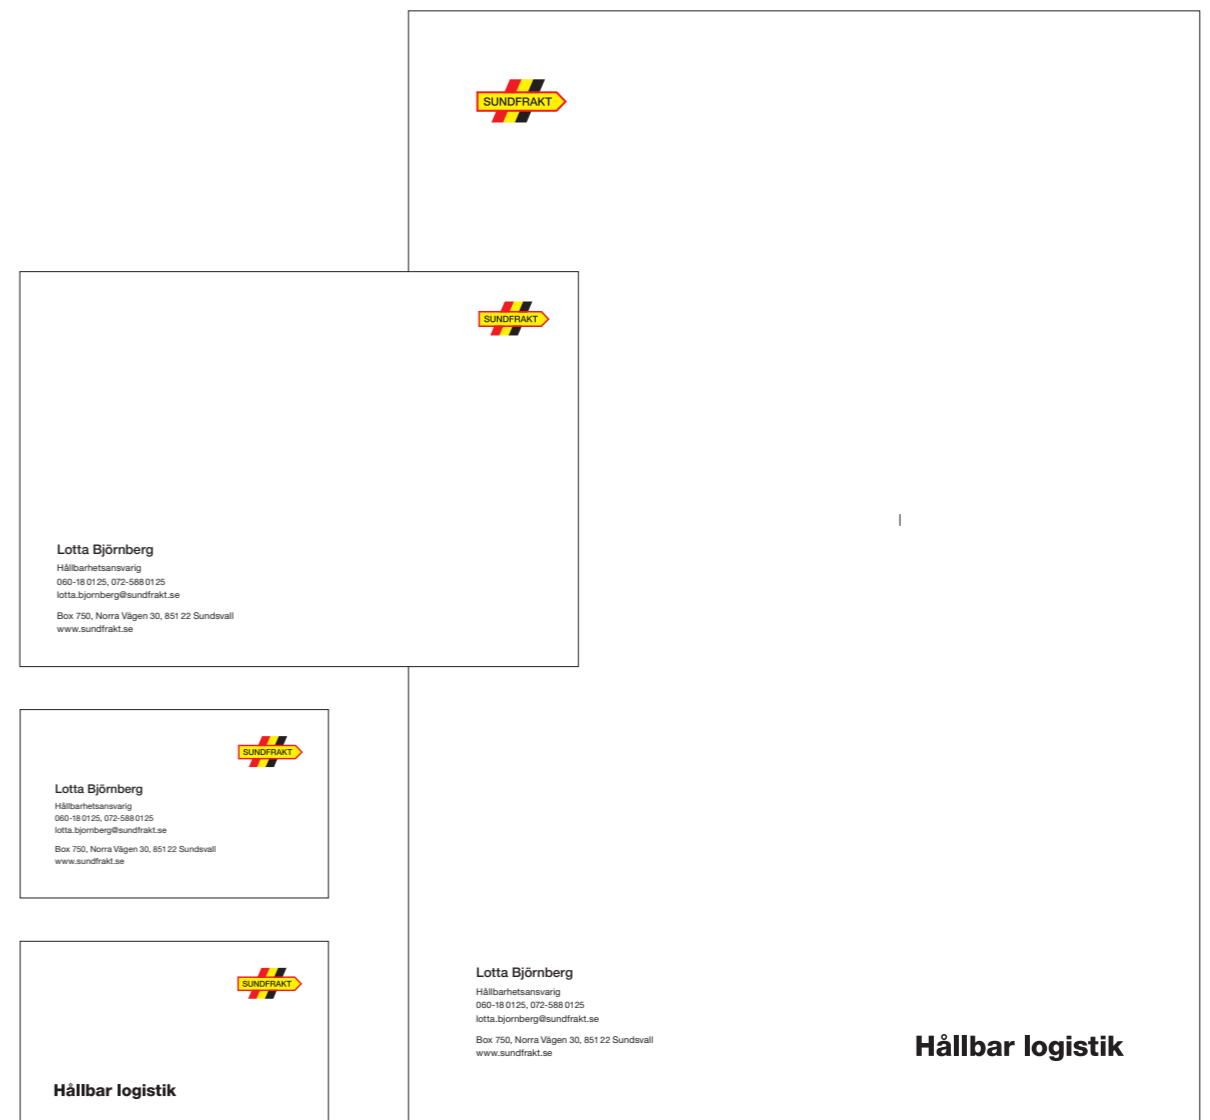 SUNDFRAKT
SUNDFRAKT
Lotta Björnberg
Hållbarhetsansvarig
060-18 01 25, 072-588 01 25
lotta.bjornberg@sundfrakt.se
Box 750, Norra Vägen 30, 851 22 Sundsvall
www.sundfrakt.se
SUNDFRAKT
Lotta Björnberg
Hållbarhetsansvarig
060-18 01 25, 072-588 01 25
lotta.bjornberg@sundfrakt.se
Box 750, Norra Vägen 30, 851 22 Sundsvall
www.sundfrakt.se
SUNDFRAKT
Hållbar logistik
Lotta Björnberg
Hållbarhetsansvarig
060-18 01 25, 072-588 01 25
lotta.bjornberg@sundfrakt.se
Box 750, Norra Vägen 30, 851 22 Sundsvall
www.sundfrakt.se
Hållbar logistik